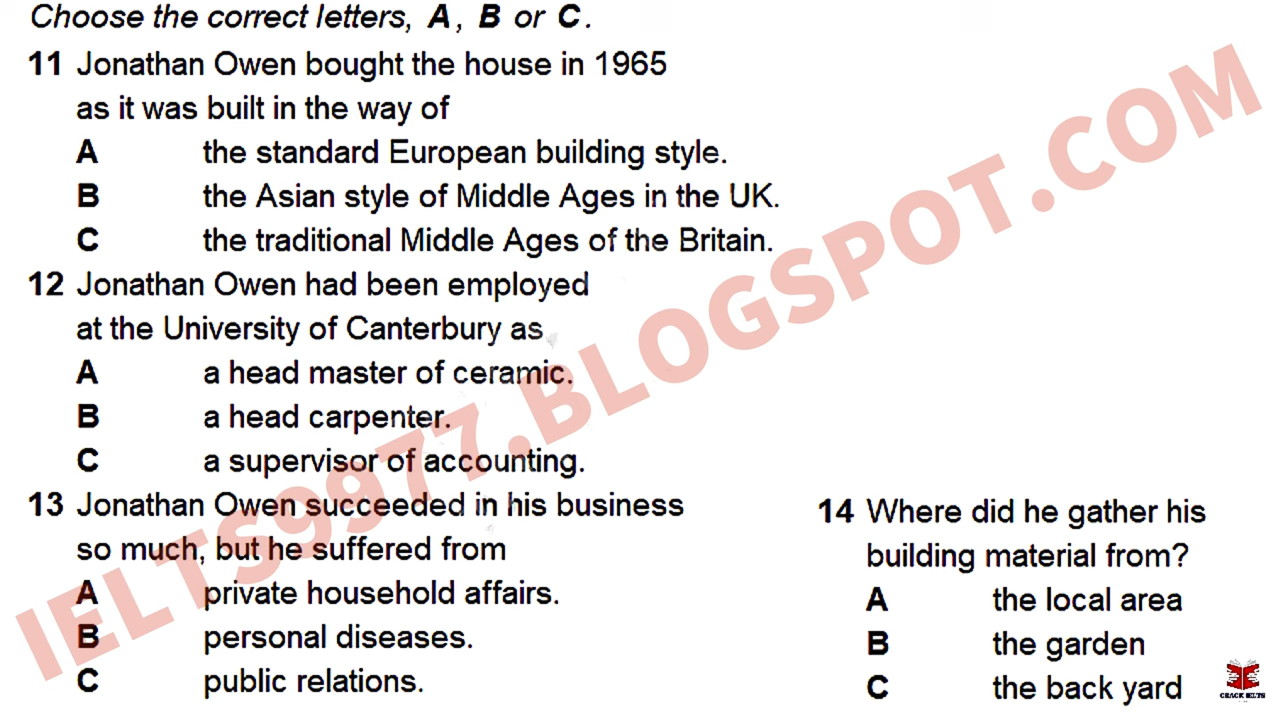 Choose the correct letters, A, B or C.
11 Jonathan Owen bought the house in 1965
as it was built in the way of
A the standard European building style.
B the Asian style of Middle Ages in the UK.
C the traditional Middle Ages of the Britain.
12 Jonathan Owen had been employed
at the University of Canterbury as
A a head master of ceramic.
B a head carpenter.
C a supervisor of accounting.
13 Jonathan Owen succeeded in his business
so much, but he suffered from
A private household affairs.
B personal diseases.
C public relations.
14 Where did he gather his
building material from?
A the local area
B the garden
C the back yard
IELTS9977.BLOGSPOT.COM
CRACK IELTS